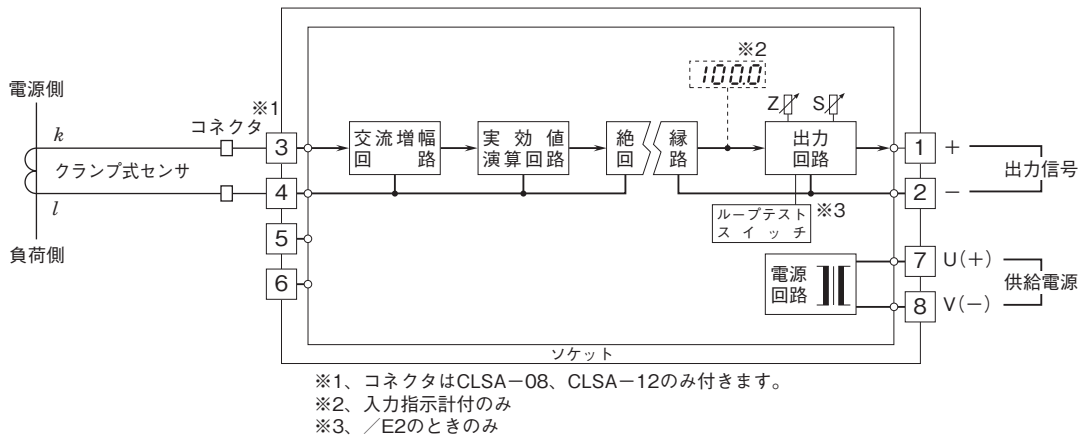 電源側
k
クランプ式センサ
l
負荷側
※1
コネクタ
3
4
5
6
交流増幅
回路
実効値
演算回路
絶縁
回路
※2
100.0
Z
S
出力
回路
ループテスト
スイッチ
※3
電源
回路
1
+
2
−
出力信号
7
U(+)
8
V(−)
供給電源
ソケット
※1、コネクタはCLSA−08、CLSA−12のみ付きます。
※2、入力指示計付のみ
※3、／E2のときのみ